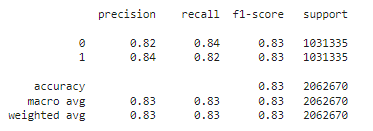 precision recall f1-score support
0 0.82 0.84 0.83 1031335
1 0.84 0.82 0.83 1031335
accuracy 0.83 2062670
macro avg 0.83 0.83 0.83 2062670
weighted avg 0.83 0.83 0.83 2062670